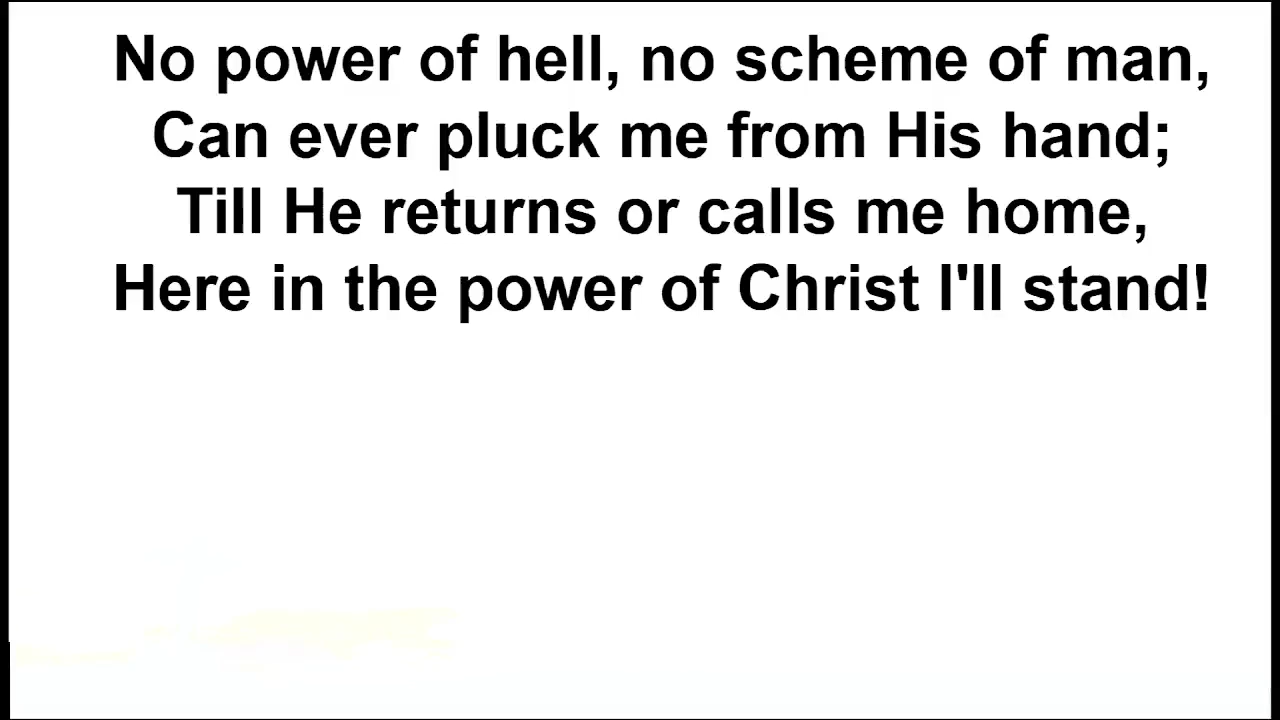 No power of hell, no scheme of man,
Can ever pluck me from His hand;
Till He returns or calls me home,
Here in the power of Christ I'll stand!